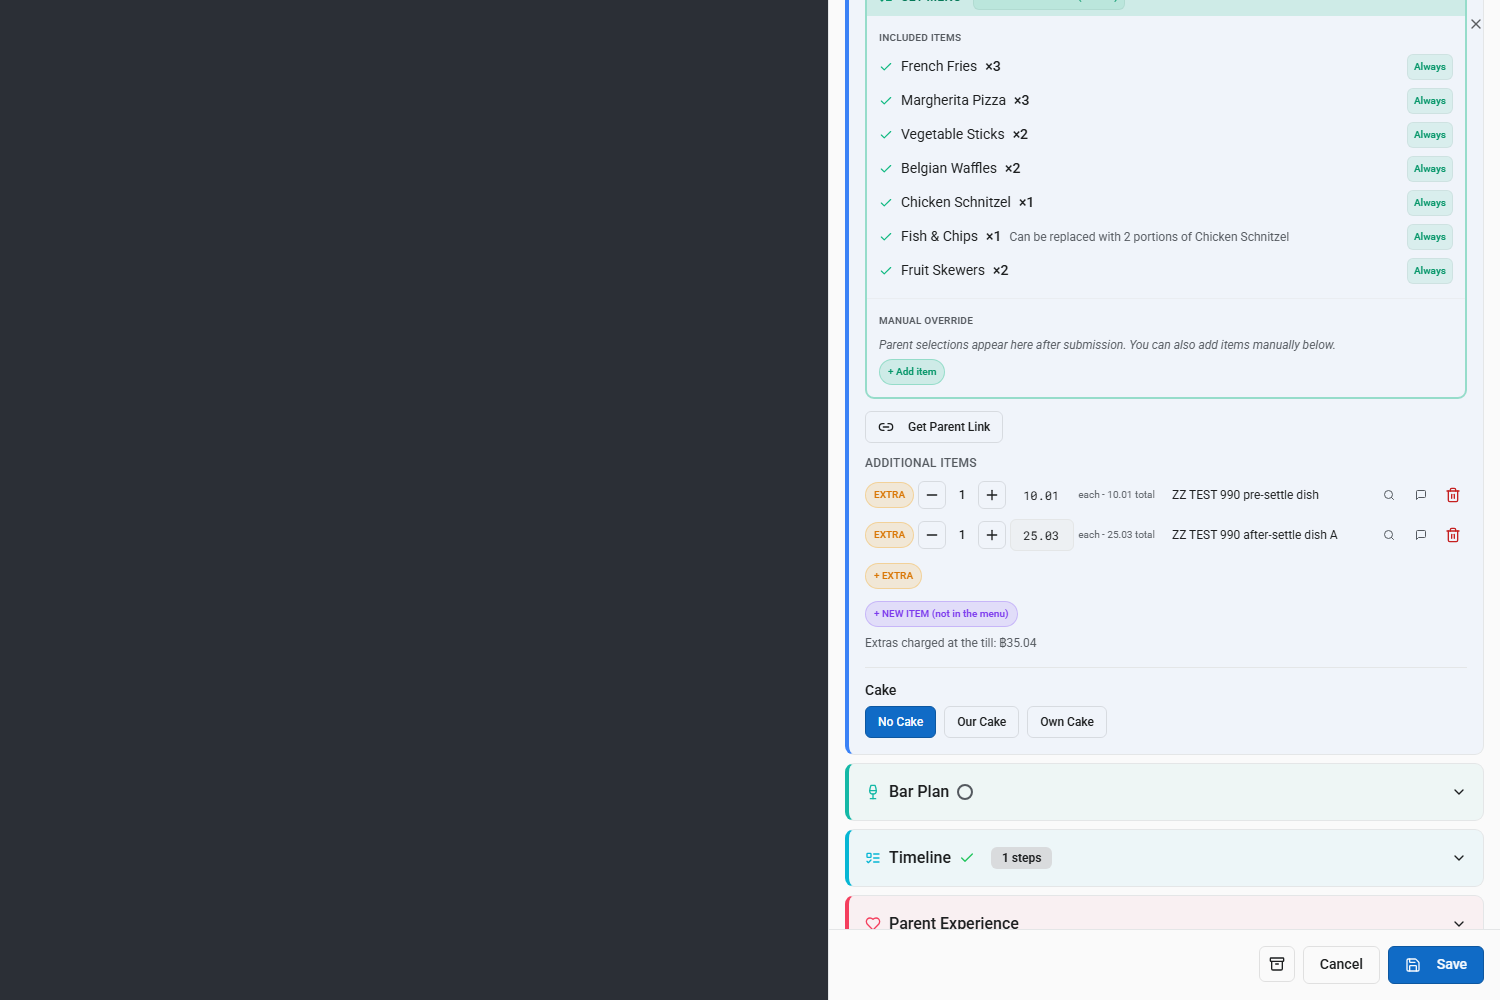 INCLUDED ITEMS
French Fries ×3 Always
Margherita Pizza ×3 Always
Vegetable Sticks ×2 Always
Belgian Waffles ×2 Always
Chicken Schnitzel ×1 Always
Fish & Chips ×1 Can be replaced with 2 portions of Chicken Schnitzel Always
Fruit Skewers ×2 Always
MANUAL OVERRIDE
Parent selections appear here after submission. You can also add items manually below.
+ Add item
Get Parent Link
ADDITIONAL ITEMS
EXTRA 1 10.01 each - 10.01 total ZZ TEST 990 pre-settle dish
EXTRA 1 25.03 each - 25.03 total ZZ TEST 990 after-settle dish A
+ EXTRA
+ NEW ITEM (not in the menu)
Extras charged at the till: ฿35.04
Cake
No Cake Our Cake Own Cake
Bar Plan
Timeline 1 steps
Parent Experience
Cancel Save